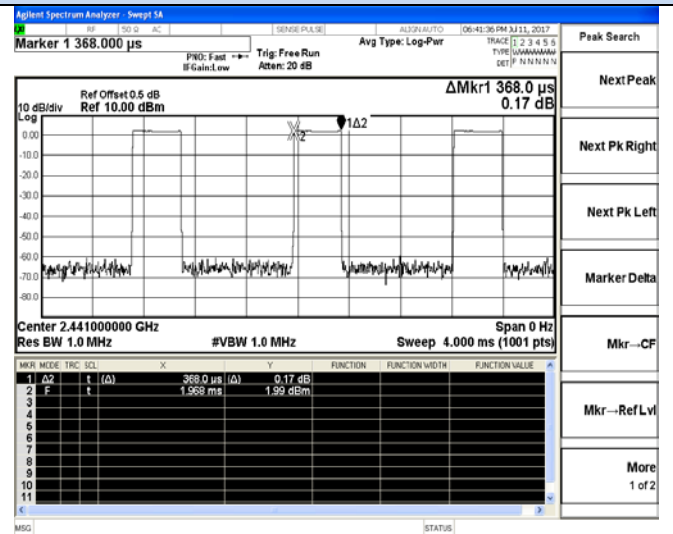 Agilent Spectrum Analyzer - Swept SA
RF 50 Ω AC SENSE:PULSE ALIGN AUTO 06:41:36 PM Jul 11, 2017
Marker 1 368.000 µs Avg Type: Log-Pwr TRACE 1 2 3 4 5 6
PNO: Fast Trig: Free Run TYPE WWWWWW
IFGain:Low Atten: 20 dB DET P N N N N N
ΔMkr1 368.0 µs
0.17 dB
Ref Offset 0.5 dB
10 dB/div Ref 10.00 dBm
Log
1Δ2
2
0.00
-10.0
-20.0
-30.0
-40.0
-50.0
-60.0
-70.0
-80.0
Center 2.441000000 GHz Span 0 Hz
Res BW 1.0 MHz #VBW 1.0 MHz Sweep 4.000 ms (1001 pts)
MKR MODE TRC SCL X Y FUNCTION FUNCTION WIDTH FUNCTION VALUE
1 Δ2 t (Δ) 368.0 µs (Δ) 0.17 dB
2 F t 1.968 ms 1.99 dBm
3
4
5
6
7
8
9
10
11
MSG STATUS
Peak Search
Next Peak
Next Pk Right
Next Pk Left
Marker Delta
Mkr→CF
Mkr→Ref Lvl
More
1 of 2